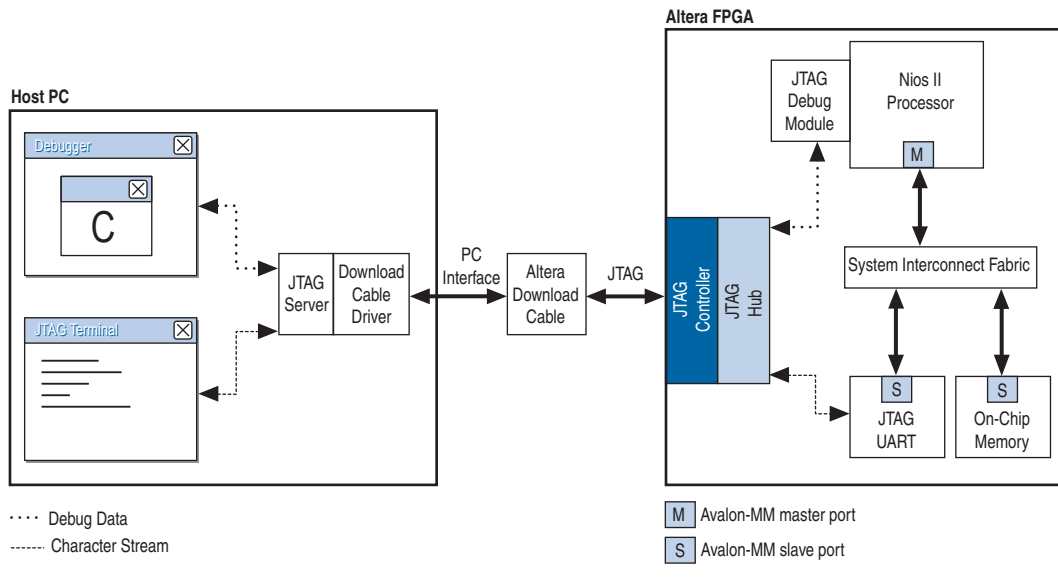 Altera FPGA
Host PC
Debugger
C
JTAG Terminal
JTAG
Server
Download
Cable
Driver
PC
Interface
Altera
Download
Cable
JTAG
JTAG
Controller
JTAG
Hub
JTAG
Debug
Module
Nios II
Processor
M
System Interconnect Fabric
S
JTAG
UART
S
On-Chip
Memory
Debug Data
Character Stream
M Avalon-MM master port
S Avalon-MM slave port